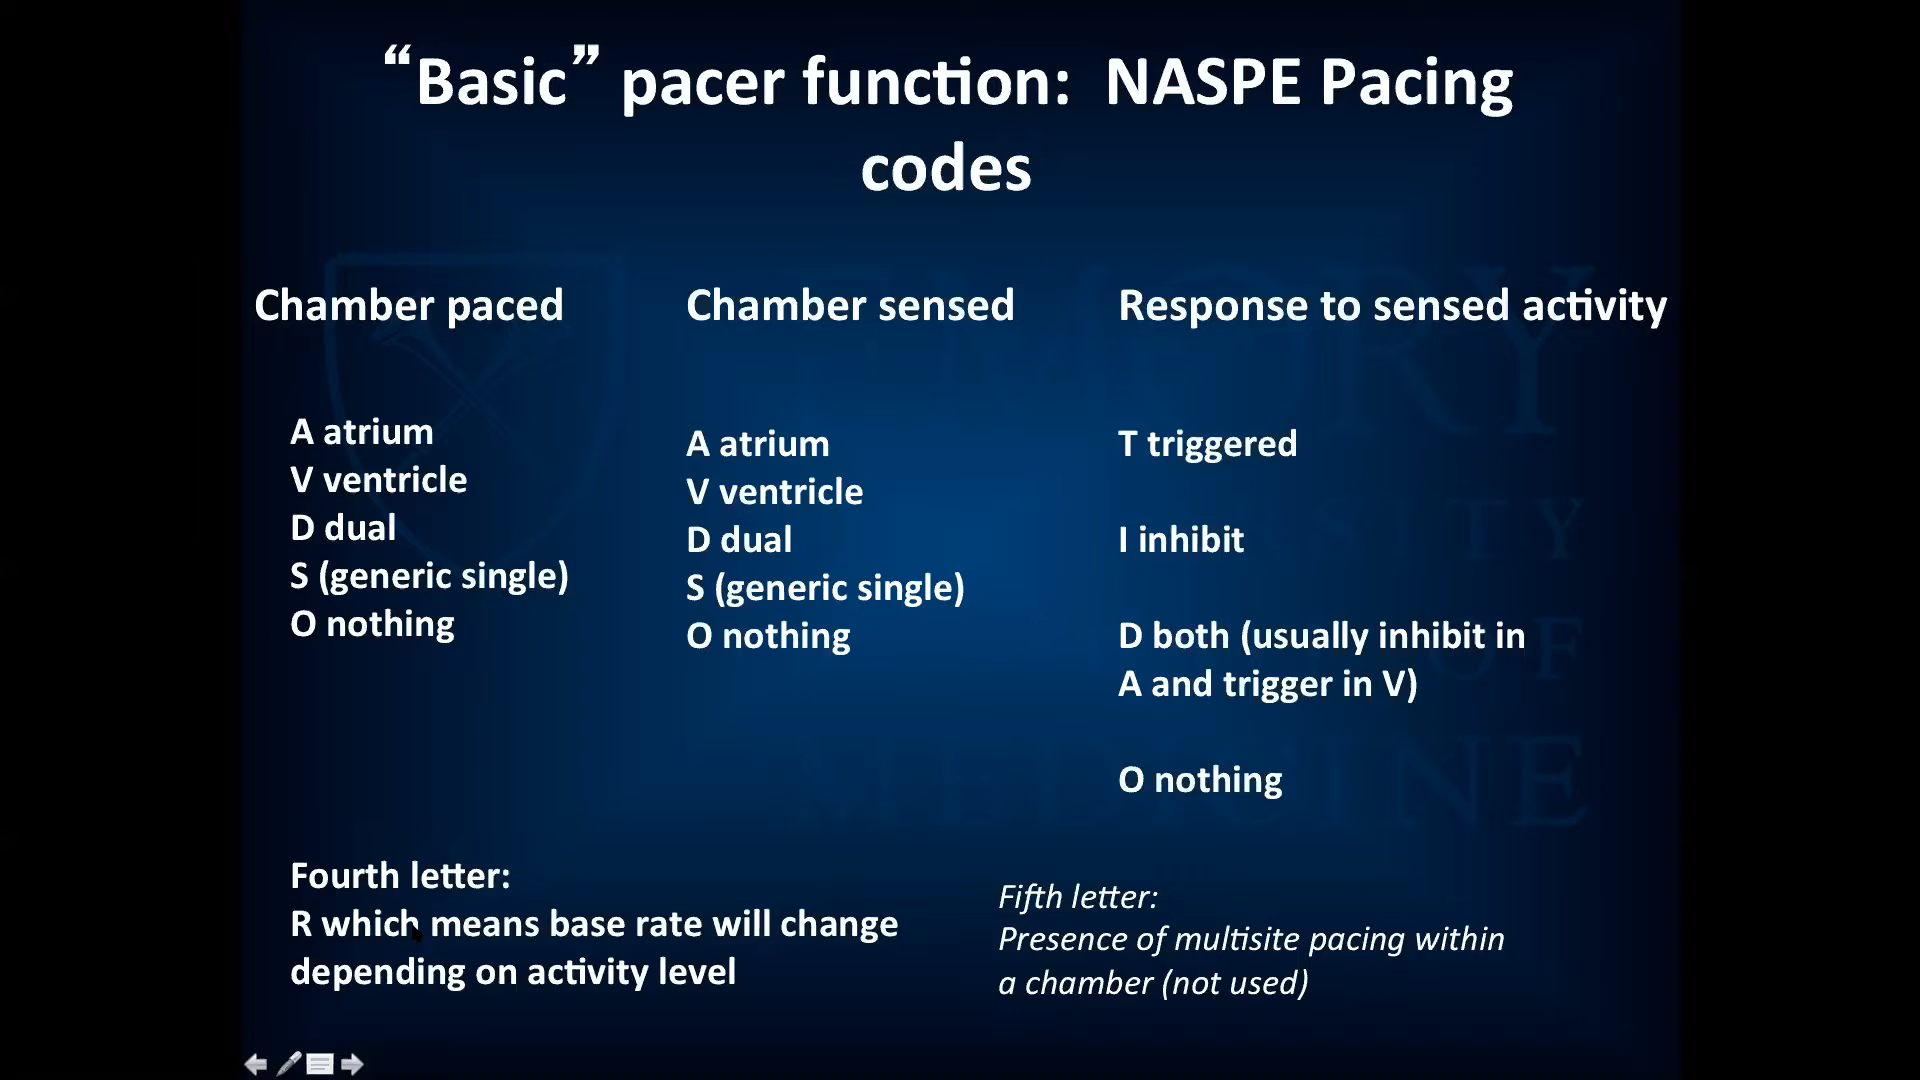 “Basic” pacer function:  NASPE Pacing
codes
Chamber paced
A atrium
V ventricle
D dual
S (generic single)
O nothing
Chamber sensed
A atrium
V ventricle
D dual
S (generic single)
O nothing
Response to sensed activity
T triggered
I inhibit
D both (usually inhibit in
A and trigger in V)
O nothing
Fourth letter:
R which means base rate will change
depending on activity level
Fifth letter:
Presence of multisite pacing within
a chamber (not used)